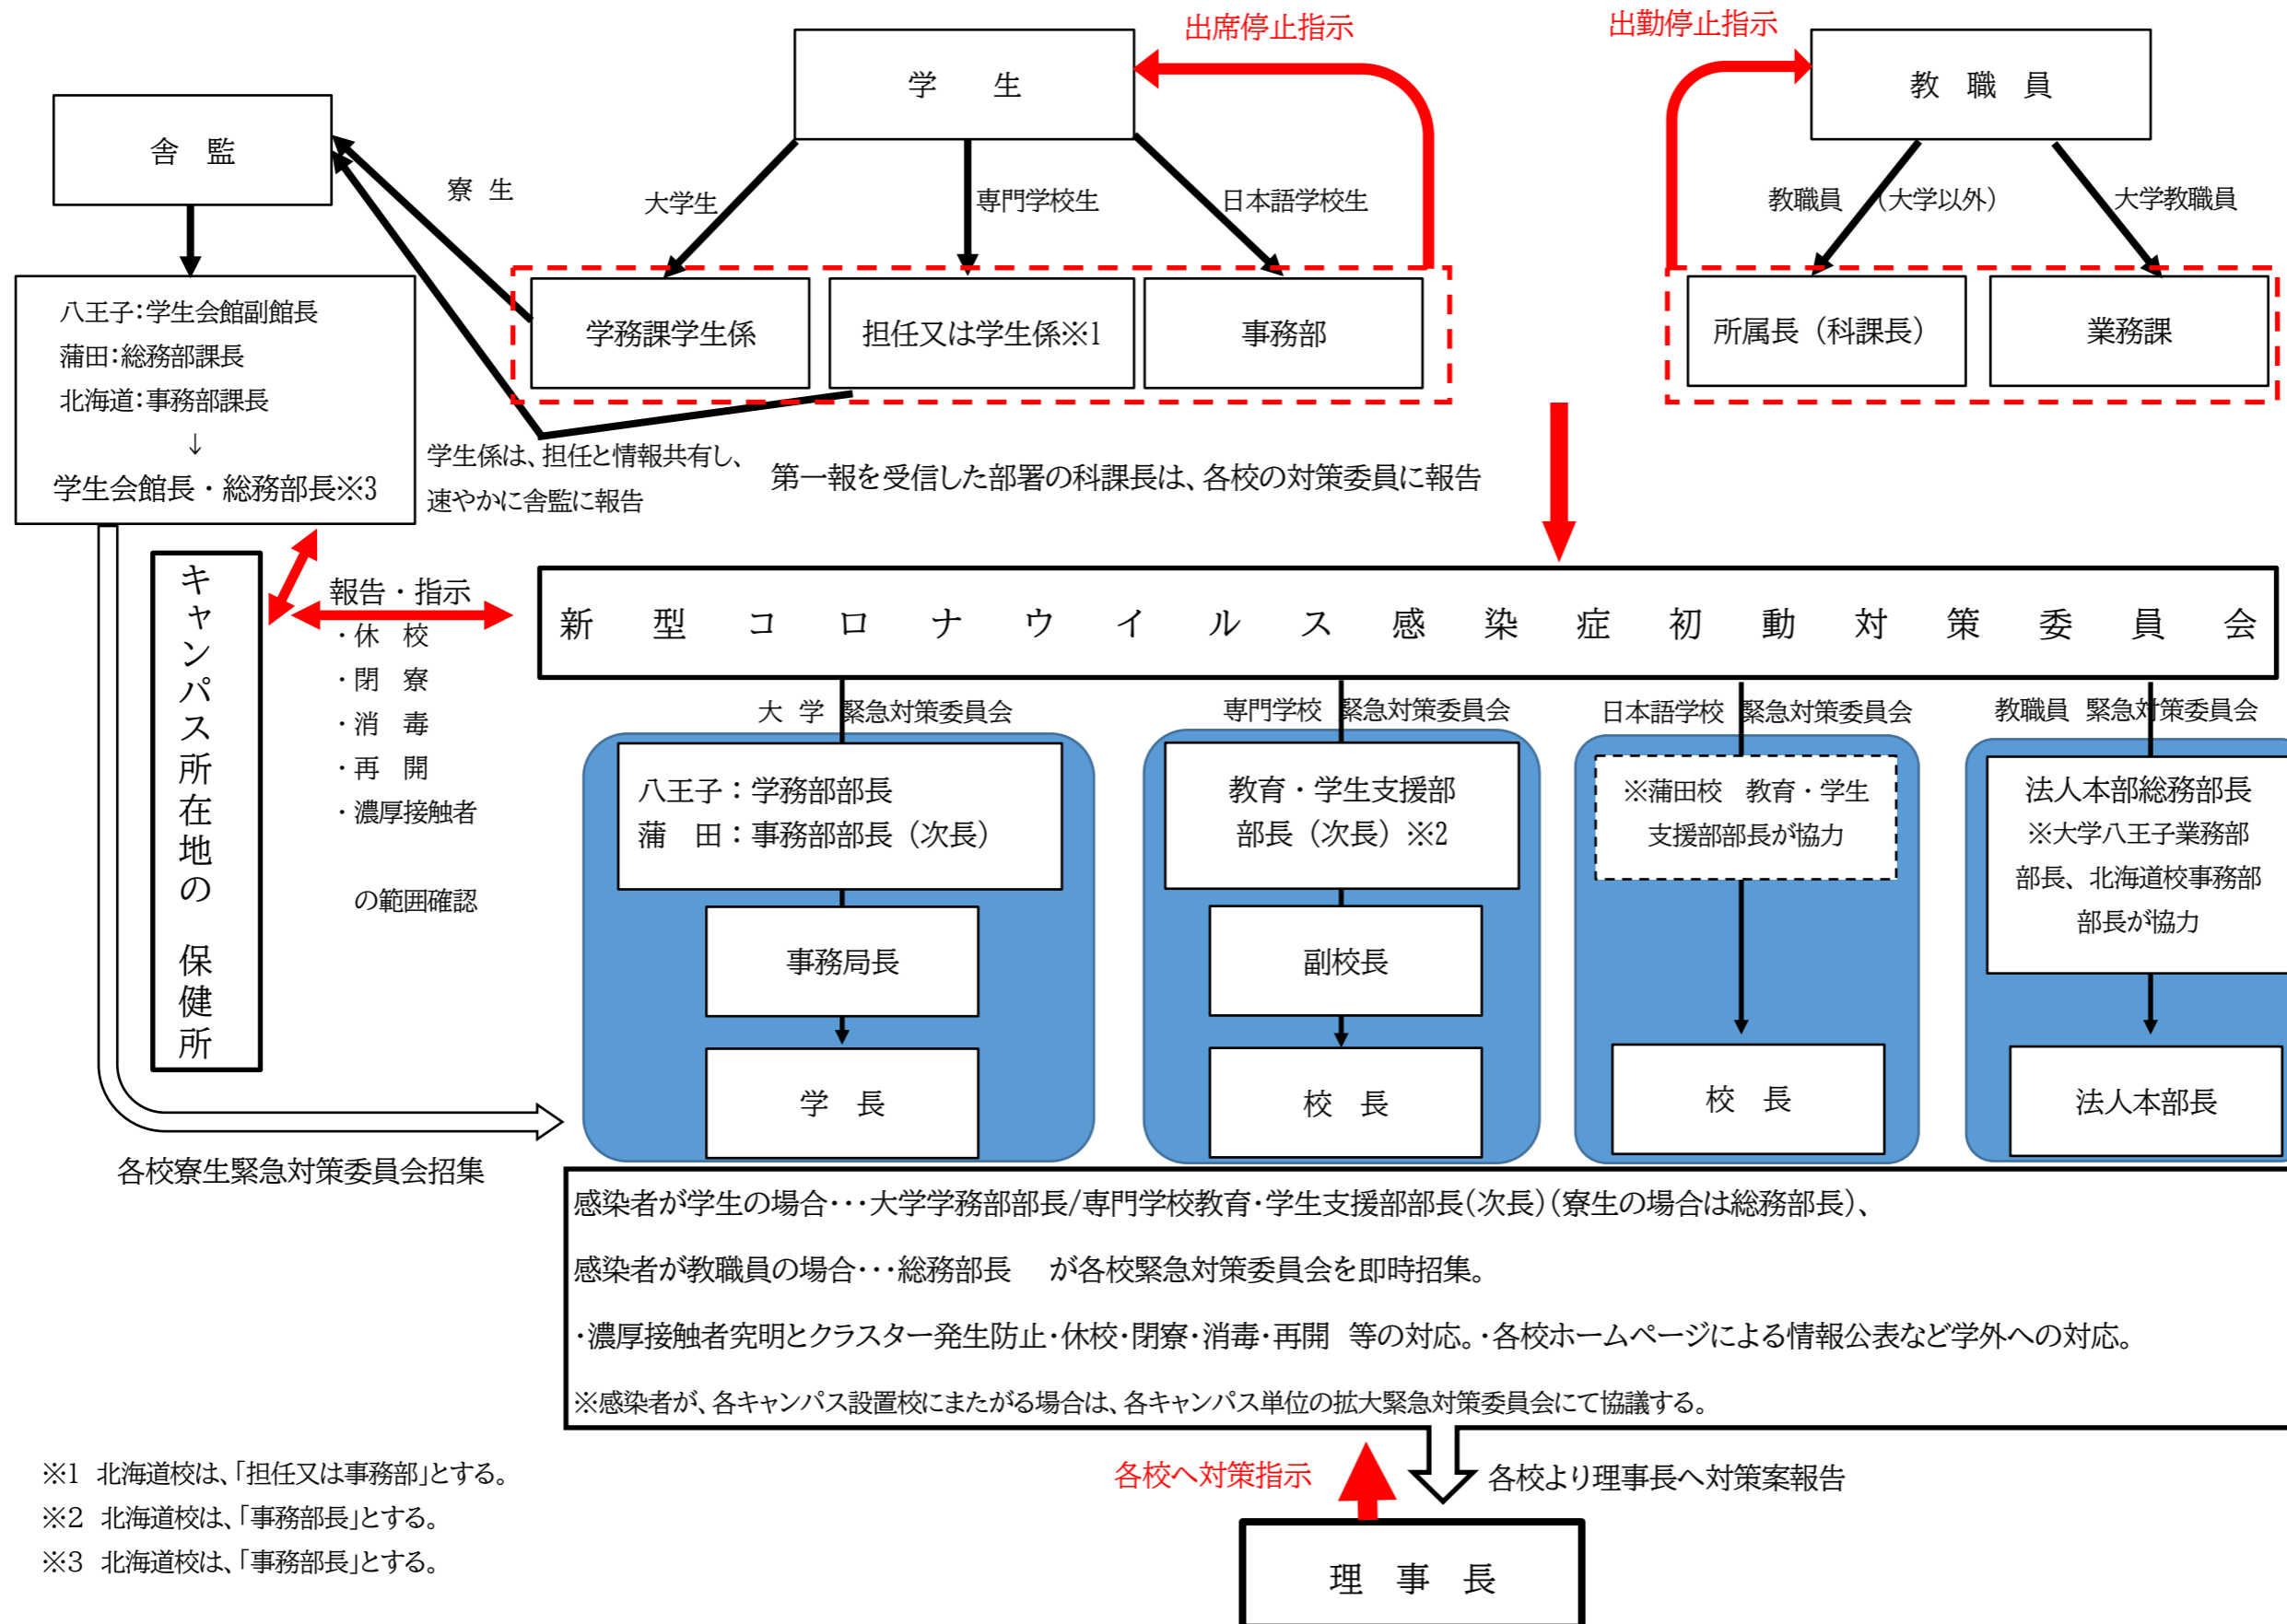 出席停止指示
出勤停止指示
学　生
教　職　員
舎　監
寮　生
大学生
専門学校生
日本語学校生
教職員　（大学以外）
大学教職員
八王子：学生会館副館長
蒲田：総務部課長
北海道：事務部課長
↓
学生会館長・総務部長※3
学務課学生係
担任又は学生係※1
事務部
所属長（科課長）
業務課
学生係は、担任と情報共有し、
速やかに舎監に報告
第一報を受信した部署の科課長は、各校の対策委員に報告
キャンパス所在地の　保健所
報告・指示
・休　校
・閉　寮
・消　毒
・再　開
・濃厚接触者
の範囲確認
新型コロナウイルス感染症初動対策委員会
大　学　緊急対策委員会
専門学校　緊急対策委員会
日本語学校　緊急対策委員会
教職員　緊急対策委員会
八王子：学務部部長
蒲　田：事務部部長（次長）
事務局長
学　長
教育・学生支援部
部長（次長）※2
副校長
校　長
※蒲田校　教育・学生
支援部部長が協力
校　長
法人本部総務部長
※大学八王子業務部
部長、北海道校事務部
部長が協力
法人本部長
各校寮生緊急対策委員会招集
感染者が学生の場合・・・大学学務部部長/専門学校教育・学生支援部部長（次長）（寮生の場合は総務部長）、
感染者が教職員の場合・・・総務部長　が各校緊急対策委員会を即時招集。
・濃厚接触者究明とクラスター発生防止・休校・閉寮・消毒・再開　等の対応。・各校ホームページによる情報公表など学外への対応。
※感染者が、各キャンパス設置校にまたがる場合は、各キャンパス単位の拡大緊急対策委員会にて協議する。
各校へ対策指示
各校より理事長へ対策案報告
理　事　長
※1　北海道校は、「担任又は事務部」とする。
※2　北海道校は、「事務部長」とする。
※3　北海道校は、「事務部長」とする。